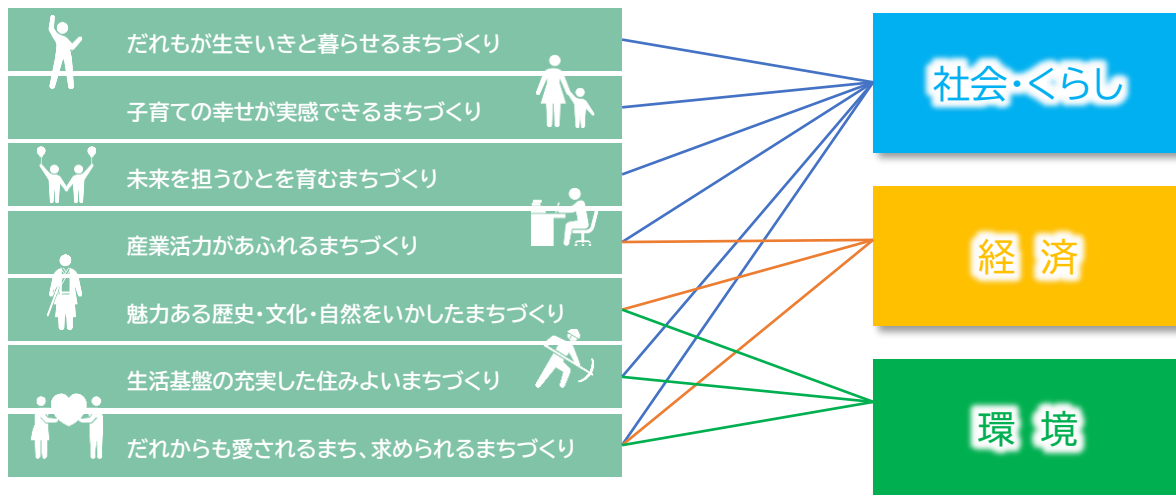 だれもが生きいきと暮らせるまちづくり
子育ての幸せが実感できるまちづくり
未来を担うひとを育むまちづくり
産業活力があふれるまちづくり
魅力ある歴史・文化・自然をいかしたまちづくり
生活基盤の充実した住みよいまちづくり
だれからも愛されるまち、求められるまちづくり
社会・くらし
経 済
環 境